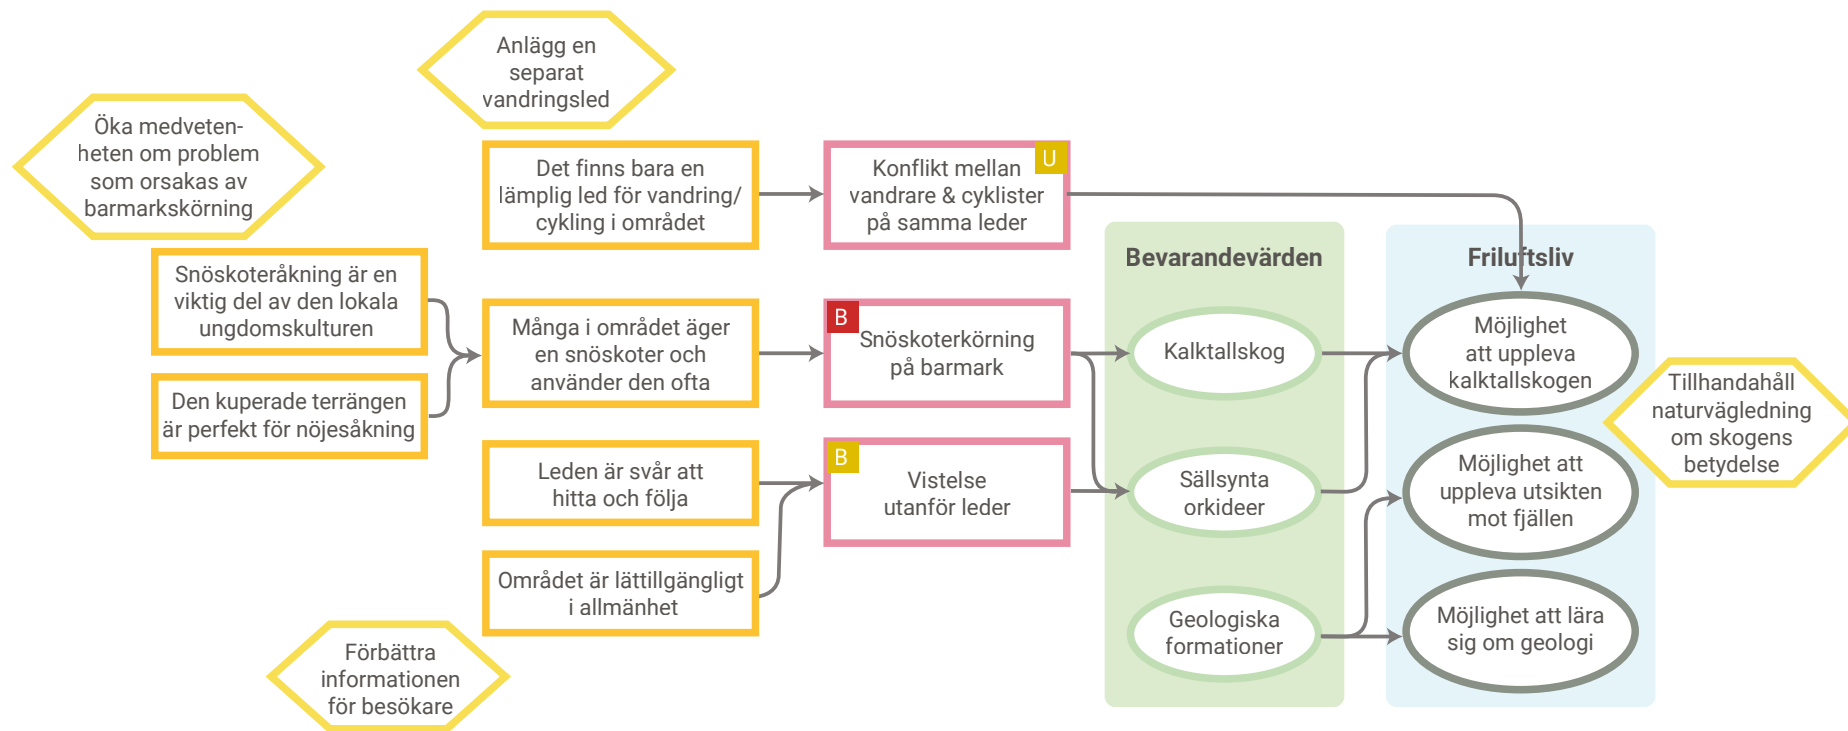 Anlägg en
separat
vandringsled
Öka medveten-
heten om problem
som orsakas av
barmarkskörning
Det finns bara en
lämplig led för vandring/
cykling i området
U
Konflikt mellan
vandrare & cyklister
på samma leder
Bevarandevärden
Friluftsliv
Snöskoteråkning är en
viktig del av den lokala
ungdomskulturen
Den kuperade terrängen
är perfekt för nöjesåkning
Många i området äger
en snöskoter och
använder den ofta
B
Snöskoterkörning
på barmark
Kalktallskog
Möjlighet
att uppleva
kalktallskogen
Tillhandahåll
naturvägledning
om skogens
betydelse
Leden är svår att
hitta och följa
B
Vistelse
utanför leder
Sällsynta
orkideer
Möjlighet att
uppleva utsikten
mot fjällen
Området är lättillgängligt
i allmänhet
Geologiska
formationer
Möjlighet att lära
sig om geologi
Förbättra
informationen
för besökare